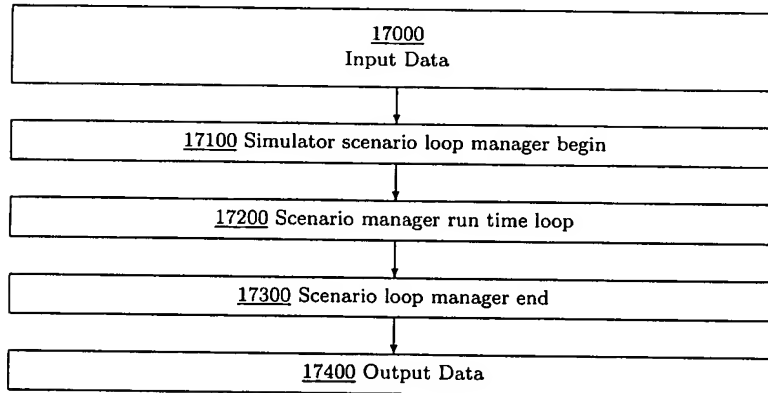 17000
Input Data
17100 Simulator scenario loop manager begin
17200 Scenario manager run time loop
17300 Scenario loop manager end
17400 Output Data